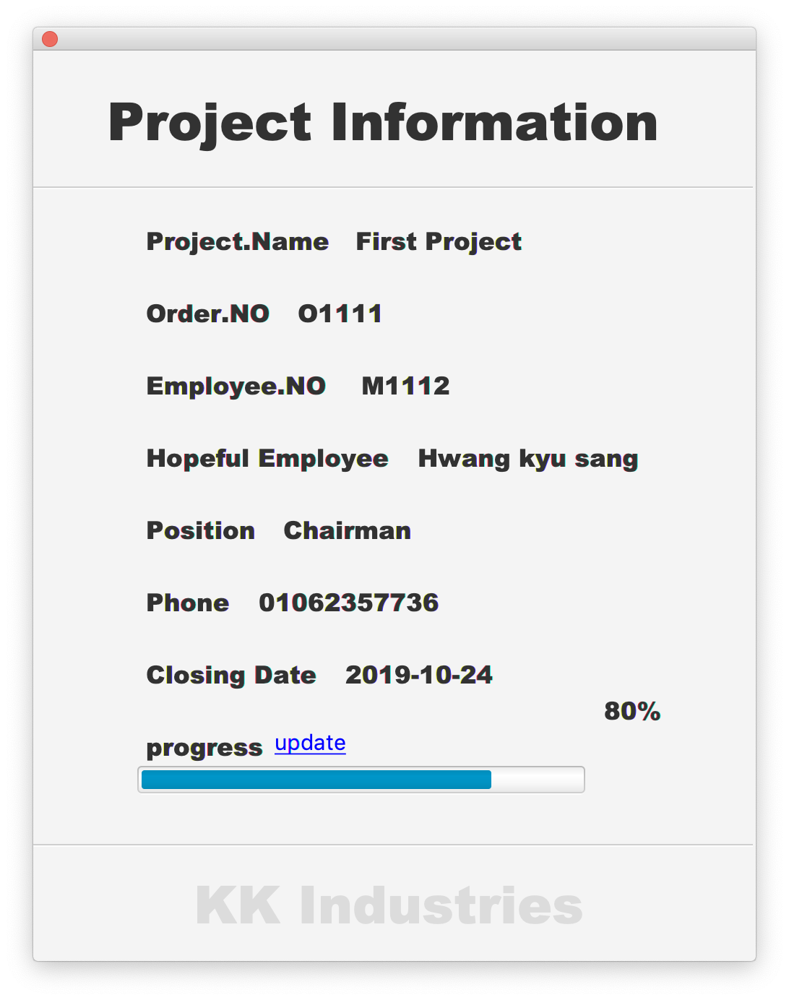 Project Information
Project.Name First Project
Order.NO O1111
Employee.NO M1112
Hopeful Employee Hwang kyu sang
Position Chairman
Phone 01062357736
Closing Date 2019-10-24
80%
progress update
KK Industries